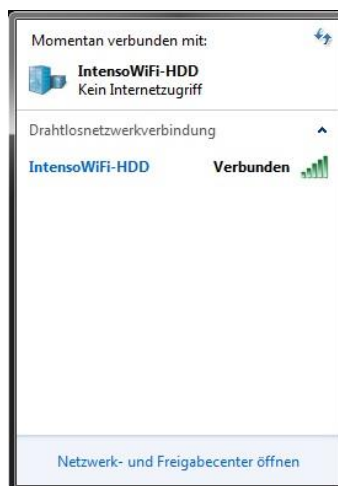 Momentan verbunden mit:
IntensoWiFi-HDD
Kein Internetzugriff
Drahtlosnetzwerkverbindung
IntensoWiFi-HDD Verbunden
Netzwerk- und Freigabecenter öffnen